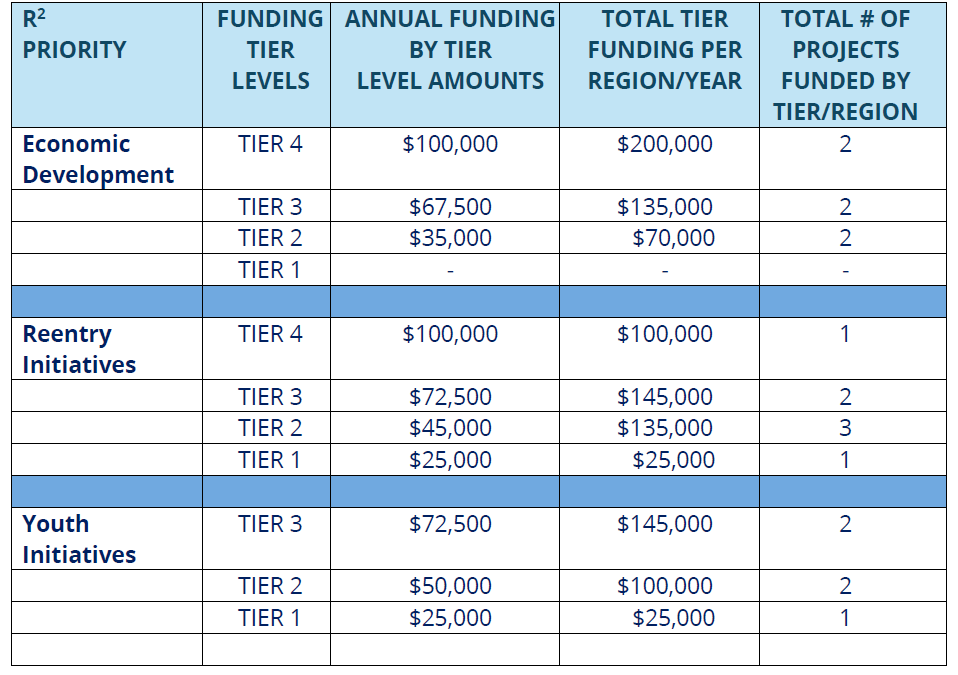 R² PRIORITY | FUNDING TIER LEVELS | ANNUAL FUNDING BY TIER LEVEL AMOUNTS | TOTAL TIER FUNDING PER REGION/YEAR | TOTAL # OF PROJECTS FUNDED BY TIER/REGION
Economic Development | TIER 4 | $100,000 | $200,000 | 2
TIER 3 | $67,500 | $135,000 | 2
TIER 2 | $35,000 | $70,000 | 2
TIER 1 | - | - | -
Reentry Initiatives | TIER 4 | $100,000 | $100,000 | 1
TIER 3 | $72,500 | $145,000 | 2
TIER 2 | $45,000 | $135,000 | 3
TIER 1 | $25,000 | $25,000 | 1
Youth Initiatives | TIER 3 | $72,500 | $145,000 | 2
TIER 2 | $50,000 | $100,000 | 2
TIER 1 | $25,000 | $25,000 | 1